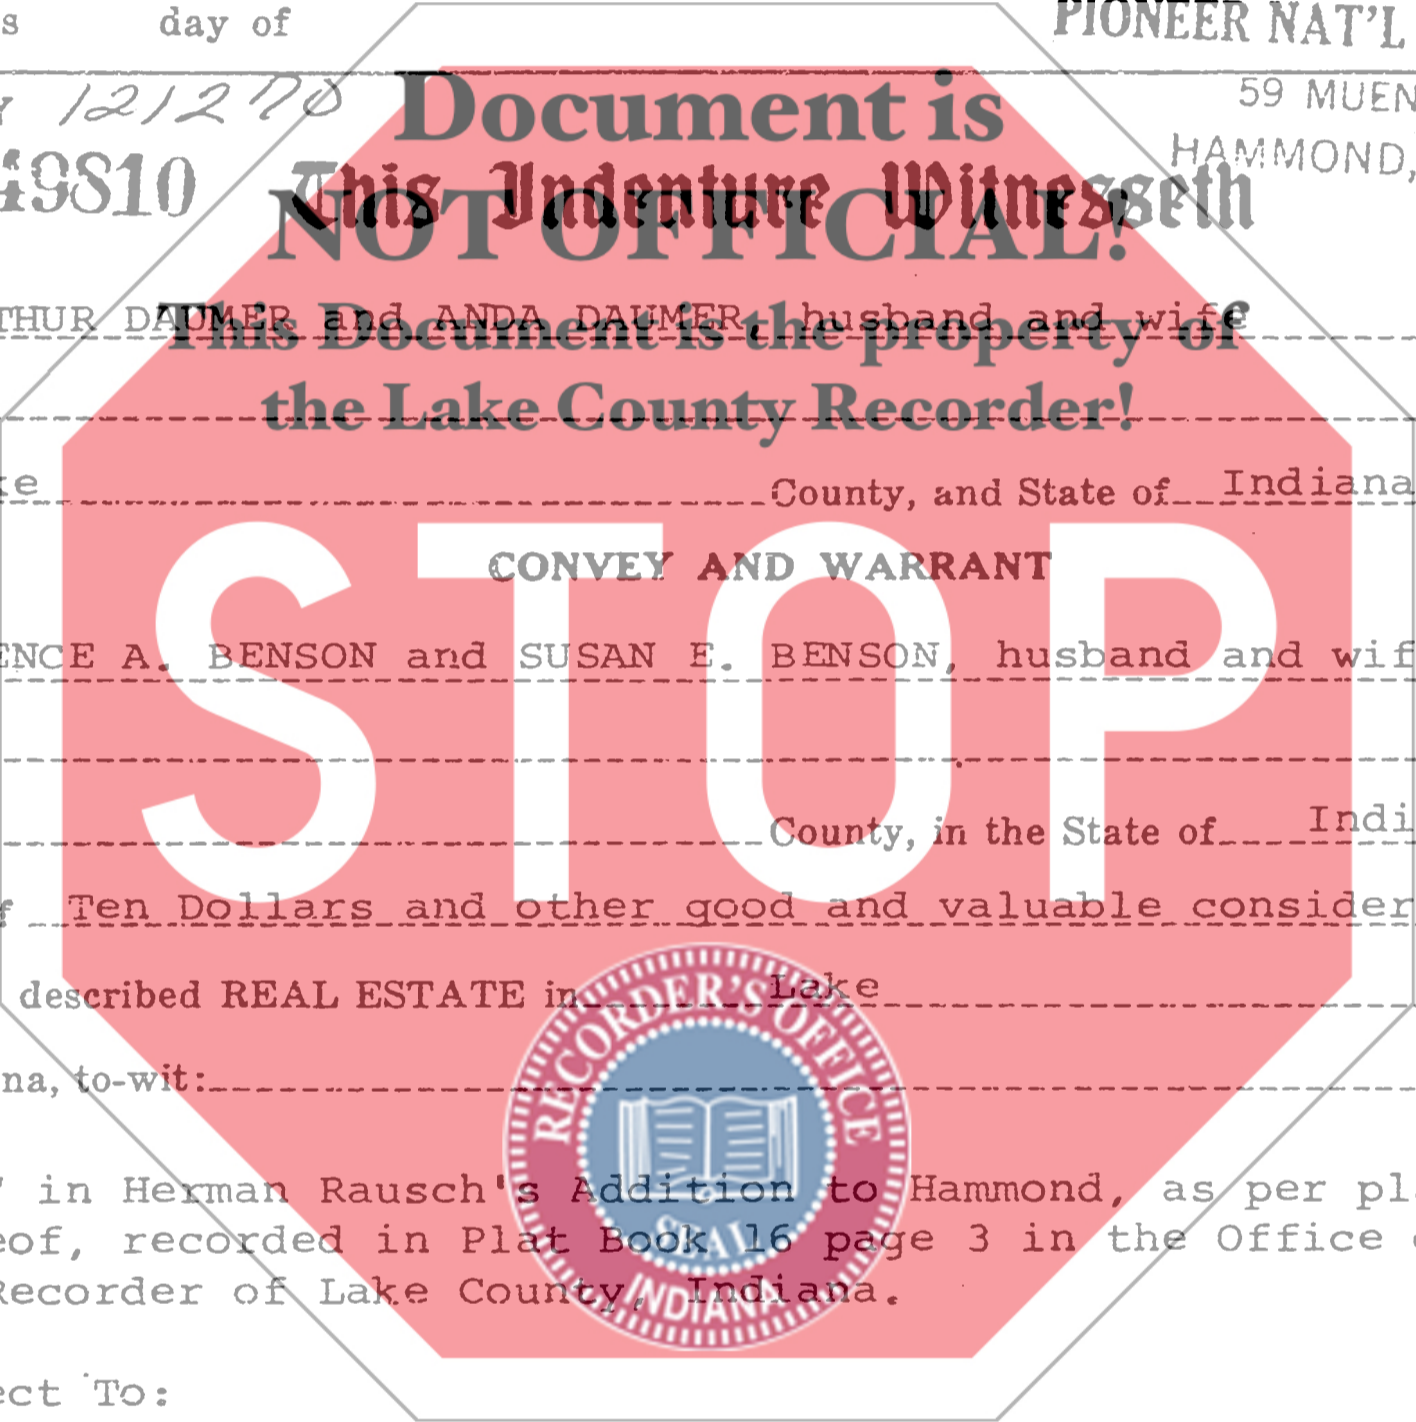 s day of
PIONEER NAT'L
121270
59 MUEN
HAMMOND,
49810
Document is
This Indenture Witnesseth
NOT OFFICIAL!
THUR DAUMER and ANDA DAUMER, husband and wife
This Document is the property of
the Lake County Recorder!
ke County, and State of Indiana
STOP
CONVEY AND WARRANT
ENCE A. BENSON and SUSAN E. BENSON, husband and wif
County, in the State of Indi
f Ten Dollars and other good and valuable consider
described REAL ESTATE in Lake
RECORDER'S OFFICE
na, to-wit:
in Herman Rausch's Addition to Hammond, as per pl
eof, recorded in Plat Book 16 page 3 in the Office
SEAL
Recorder of Lake County, Indiana.
INDIANA
ect To: